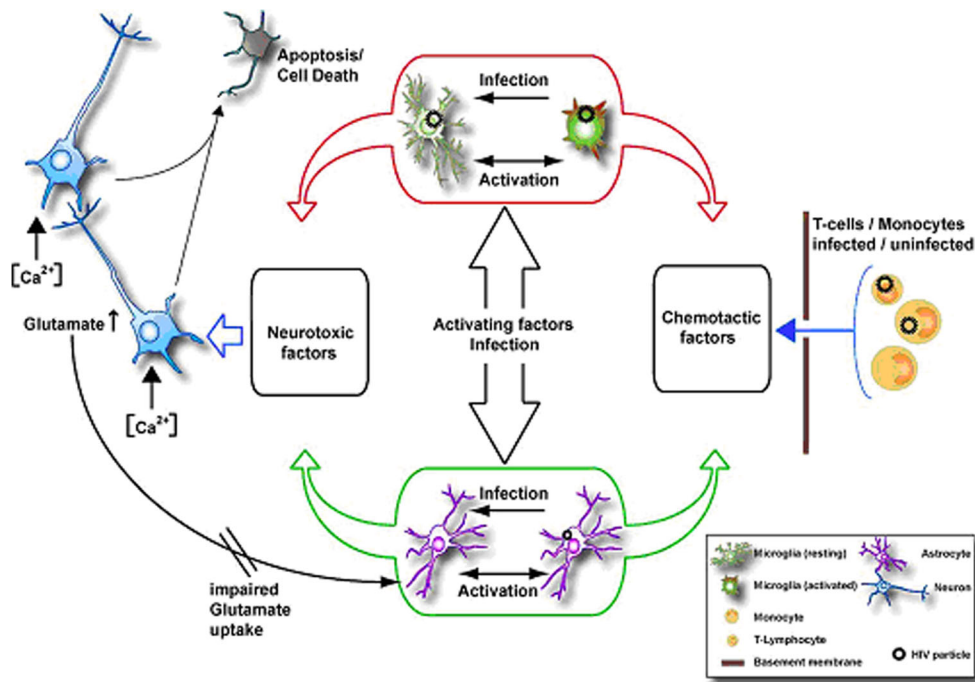 Apoptosis/
Cell Death
Infection
Activation
T-cells / Monocytes
infected / uninfected
[Ca2+]
Glutamate
Neurotoxic
factors
Activating factors
Infection
Chemotactic
factors
[Ca2+]
Infection
Activation
impaired
Glutamate
uptake
Microglia (resting)
Astrocyte
Microglia (activated)
Neuron
Monocyte
T-Lymphocyte
Basement membrane
HIV particle